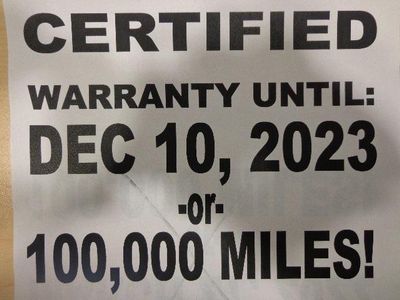 CERTIFIED
WARRANTY UNTIL:
DEC 10, 2023
-or-
100,000 MILES!